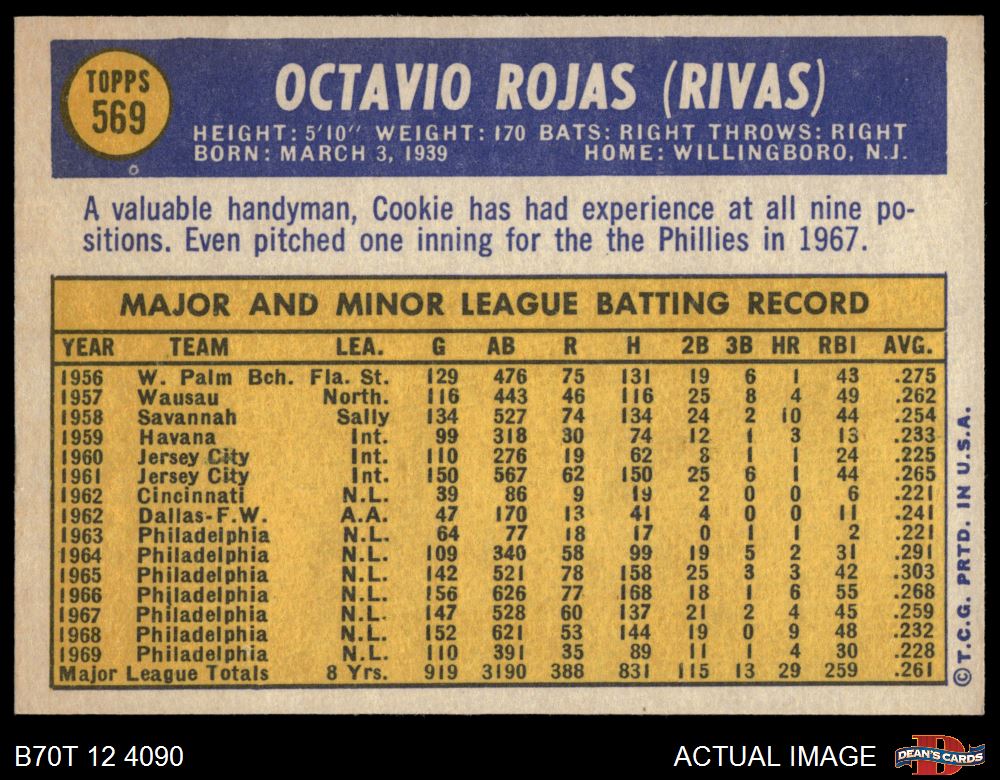 TOPPS
569
OCTAVIO ROJAS (RIVAS)
HEIGHT: 5'10" WEIGHT: 170 BATS: RIGHT THROWS: RIGHT
BORN: MARCH 3, 1939 HOME: WILLINGBORO, N.J.
A valuable handyman, Cookie has had experience at all nine po-
sitions. Even pitched one inning for the the Phillies in 1967.
MAJOR AND MINOR LEAGUE BATTING RECORD
YEAR TEAM LEA. G AB R H 2B 3B HR RBI AVG.
1956 W. Palm Bch. Fla. St. 129 476 75 131 19 6 1 43 .275
1957 Wausau North. 116 443 46 116 25 8 4 49 .262
1958 Savannah Sally 134 527 74 134 24 2 10 44 .254
1959 Havana Int. 99 318 30 74 12 1 3 13 .233
1960 Jersey City Int. 110 276 19 62 8 1 1 24 .225
1961 Jersey City Int. 150 567 62 150 25 6 1 44 .265
1962 Cincinnati N.L. 39 86 9 19 2 0 0 6 .221
1962 Dallas-F.W. A.A. 47 170 13 41 4 0 0 11 .241
1963 Philadelphia N.L. 64 77 18 17 0 1 1 2 .221
1964 Philadelphia N.L. 109 340 58 99 19 5 2 31 .291
1965 Philadelphia N.L. 142 521 78 158 25 3 3 42 .303
1966 Philadelphia N.L. 156 626 77 168 18 1 6 55 .268
1967 Philadelphia N.L. 147 528 60 137 21 2 4 45 .259
1968 Philadelphia N.L. 152 621 53 144 19 0 9 48 .232
1969 Philadelphia N.L. 110 391 35 89 11 1 4 30 .228
Major League Totals 8 Yrs. 919 3190 388 831 115 13 29 259 .261
©T.C.G. PRTD. IN U.S.A.
B70T 12 4090
ACTUAL IMAGE
D
DEAN'S CARDS